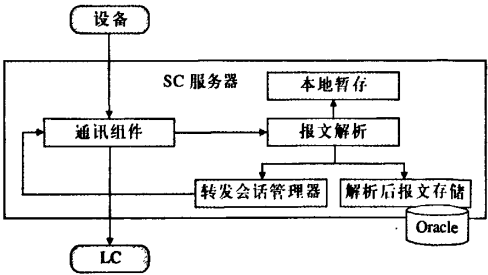 设备
SC 服务器
本地暂存
通讯组件
报文解析
转发会话管理器
解析后报文存储
Oracle
LC